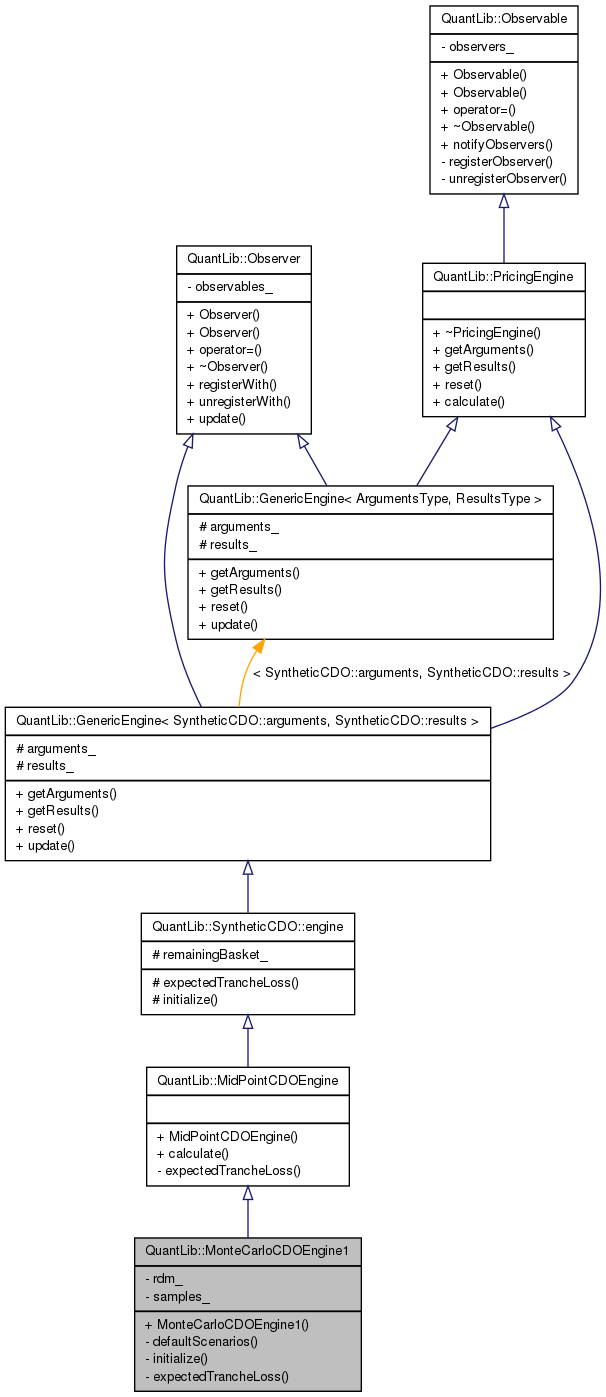 QuantLib::Observable
- observers_
+ Observable()
+ Observable()
+ operator=()
+ ~Observable()
+ notifyObservers()
- registerObserver()
- unregisterObserver()
QuantLib::Observer
- observables_
+ Observer()
+ Observer()
+ operator=()
+ ~Observer()
+ registerWith()
+ unregisterWith()
+ update()
QuantLib::PricingEngine
+ ~PricingEngine()
+ getArguments()
+ getResults()
+ reset()
+ calculate()
QuantLib::GenericEngine< ArgumentsType, ResultsType >
# arguments_
# results_
+ getArguments()
+ getResults()
+ reset()
+ update()
< SyntheticCDO::arguments, SyntheticCDO::results >
QuantLib::GenericEngine< SyntheticCDO::arguments, SyntheticCDO::results >
# arguments_
# results_
+ getArguments()
+ getResults()
+ reset()
+ update()
QuantLib::SyntheticCDO::engine
# remainingBasket_
# expectedTrancheLoss()
# initialize()
QuantLib::MidPointCDOEngine
+ MidPointCDOEngine()
+ calculate()
- expectedTrancheLoss()
QuantLib::MonteCarloCDOEngine1
- rdm_
- samples_
+ MonteCarloCDOEngine1()
- defaultScenarios()
- initialize()
- expectedTrancheLoss()